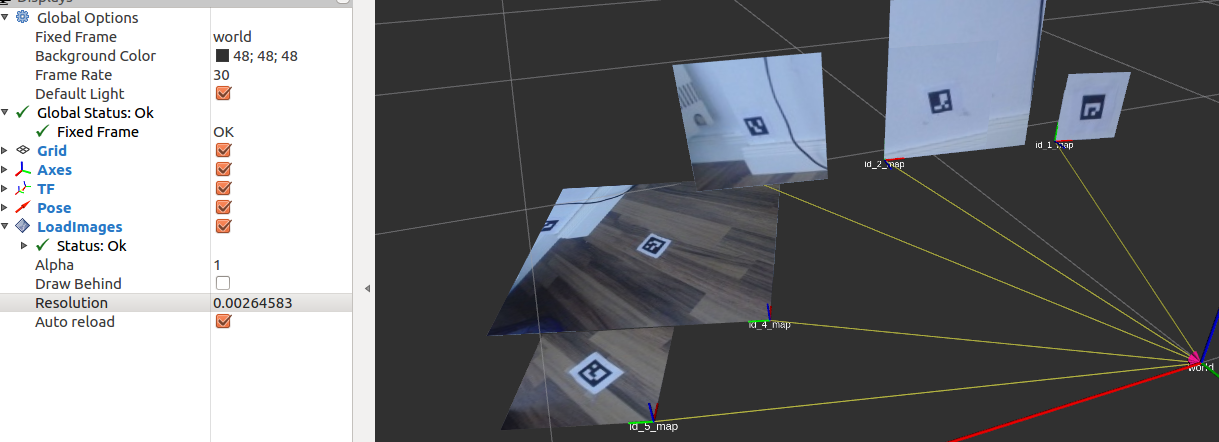 Displays
Global Options
Fixed Frame world
Background Color 48; 48; 48
Frame Rate 30
Default Light
Global Status: Ok
Fixed Frame OK
Grid
Axes
TF
Pose
LoadImages
Status: Ok
Alpha 1
Draw Behind
Resolution 0.00264583
Auto reload
id_2_map
id_1_map
id_4_map
world
id_5_map